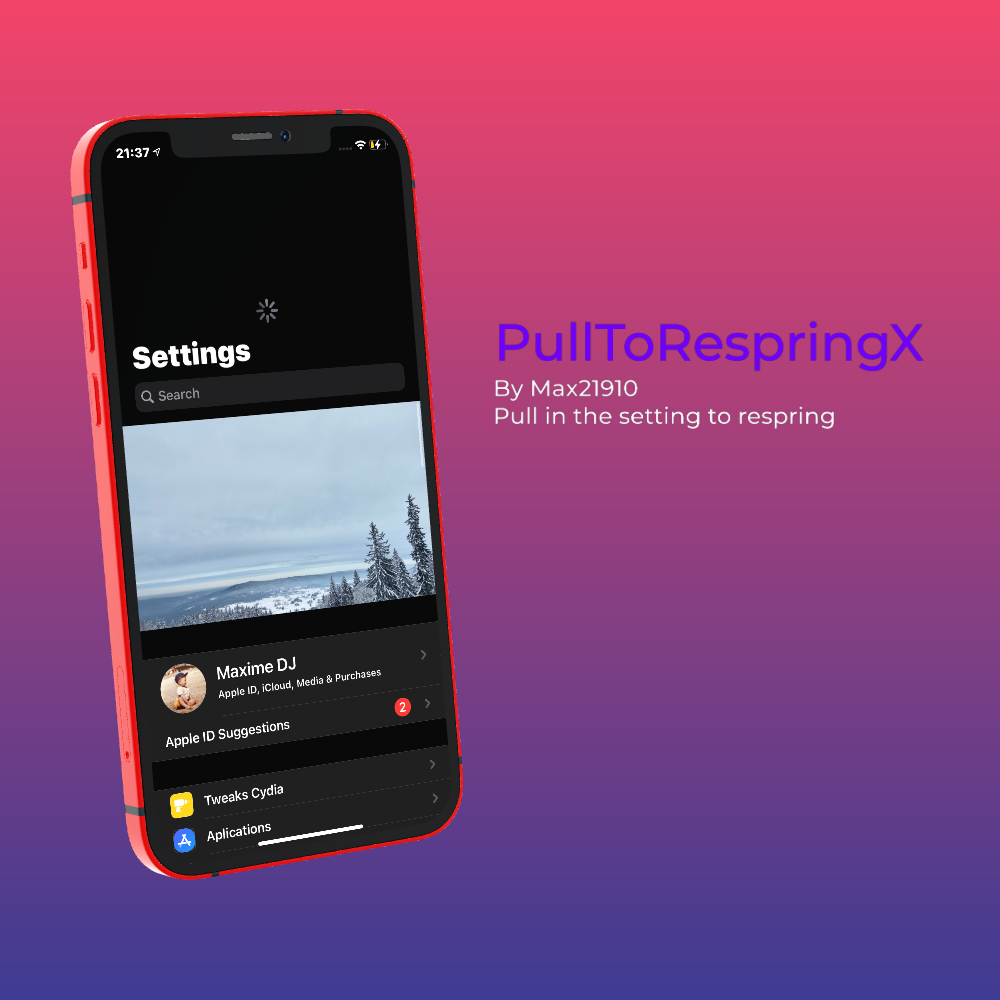 21:37
Settings
Search
Maxime DJ
Apple ID, iCloud, Media & Purchases
Apple ID Suggestions
2
Tweaks Cydia
Aplications
PullToRespringX
By Max21910
Pull in the setting to respring